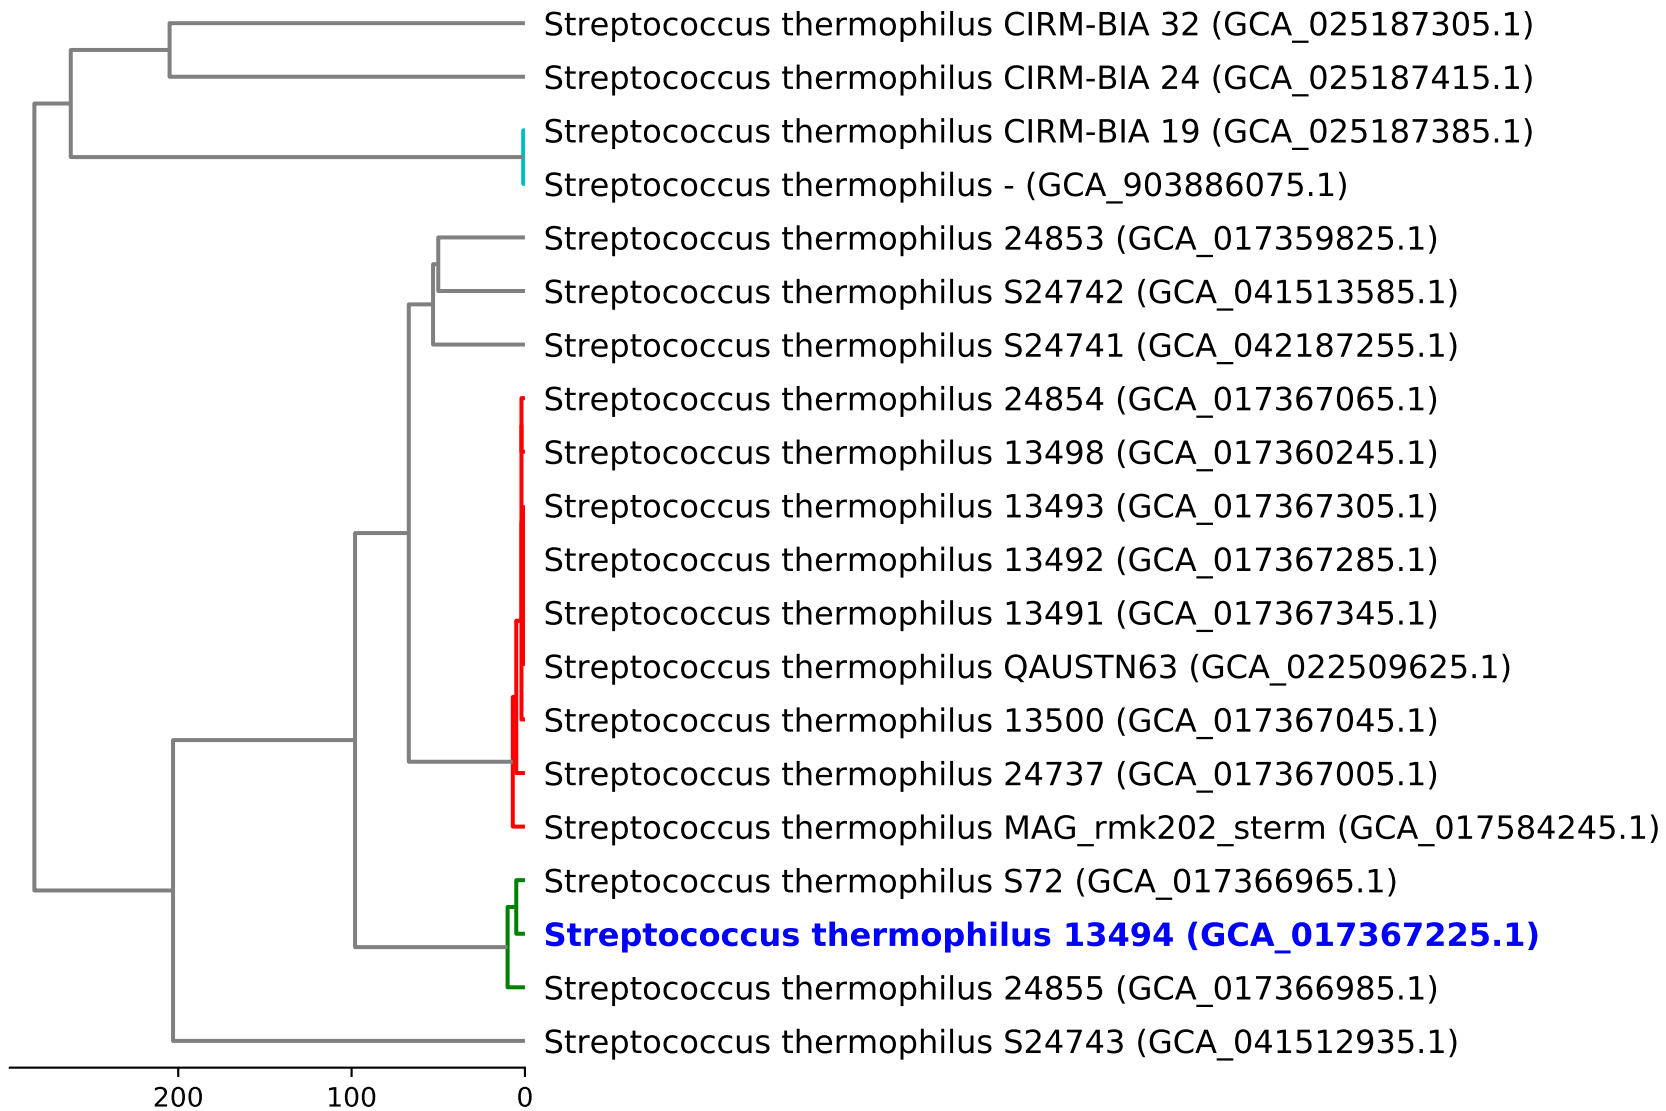 Streptococcus thermophilus CIRM-BIA 32 (GCA_025187305.1)
Streptococcus thermophilus CIRM-BIA 24 (GCA_025187415.1)
Streptococcus thermophilus CIRM-BIA 19 (GCA_025187385.1)
Streptococcus thermophilus - (GCA_903886075.1)
Streptococcus thermophilus 24853 (GCA_017359825.1)
Streptococcus thermophilus S24742 (GCA_041513585.1)
Streptococcus thermophilus S24741 (GCA_042187255.1)
Streptococcus thermophilus 24854 (GCA_017367065.1)
Streptococcus thermophilus 13498 (GCA_017360245.1)
Streptococcus thermophilus 13493 (GCA_017367305.1)
Streptococcus thermophilus 13492 (GCA_017367285.1)
Streptococcus thermophilus 13491 (GCA_017367345.1)
Streptococcus thermophilus QAUSTN63 (GCA_022509625.1)
Streptococcus thermophilus 13500 (GCA_017367045.1)
Streptococcus thermophilus 24737 (GCA_017367005.1)
Streptococcus thermophilus MAG_rmk202_sterm (GCA_017584245.1)
Streptococcus thermophilus S72 (GCA_017366965.1)
Streptococcus thermophilus 13494 (GCA_017367225.1)
Streptococcus thermophilus 24855 (GCA_017366985.1)
Streptococcus thermophilus S24743 (GCA_041512935.1)
200 100 0